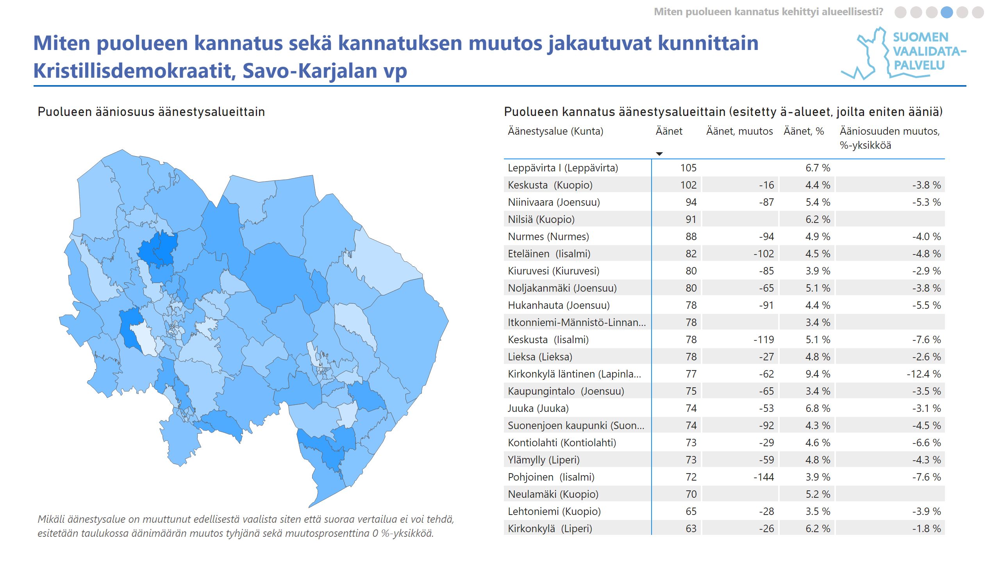 Miten puolueen kannatus kehittyi alueellisesti?
Miten puolueen kannatus sekä kannatuksen muutos jakautuvat kunnittain
Kristillisdemokraatit, Savo-Karjalan vp
SUOMEN
VAALIDATA-
PALVELU
Puolueen ääniosuus äänestysalueittain
Mikäli äänestysalue on muuttunut edellisestä vaalista siten että suoraa vertailua ei voi tehdä,
esitetään taulukossa äänimäärän muutos tyhjänä sekä muutosprosenttina 0 %-yksikköä.
Puolueen kannatus äänestysalueittain (esitetty ä-alueet, joilta eniten ääniä)
Äänestysalue (Kunta) Äänet Äänet, muutos Äänet, % Ääniosuuden muutos,
%-yksikköä
Leppävirta I (Leppävirta) 105 6.7 %
Keskusta (Kuopio) 102 -16 4.4 % -3.8 %
Niinivaara (Joensuu) 94 -87 5.4 % -5.3 %
Nilsiä (Kuopio) 91 6.2 %
Nurmes (Nurmes) 88 -94 4.9 % -4.0 %
Eteläinen (Iisalmi) 82 -102 4.5 % -4.8 %
Kiuruvesi (Kiuruvesi) 80 -85 3.9 % -2.9 %
Noljakanmäki (Joensuu) 80 -65 5.1 % -3.8 %
Hukanhauta (Joensuu) 78 -91 4.4 % -5.5 %
Itkonniemi-Männistö-Linnan... 78 3.4 %
Keskusta (Iisalmi) 78 -119 5.1 % -7.6 %
Lieksa (Lieksa) 78 -27 4.8 % -2.6 %
Kirkonkylä läntinen (Lapinla... 77 -62 9.4 % -12.4 %
Kaupungintalo (Joensuu) 75 -65 3.4 % -3.5 %
Juuka (Juuka) 74 -53 6.8 % -3.1 %
Suonenjoen kaupunki (Suon... 74 -92 4.3 % -4.5 %
Kontiolahti (Kontiolahti) 73 -29 4.6 % -6.6 %
Ylämylly (Liperi) 73 -59 4.8 % -4.3 %
Pohjoinen (Iisalmi) 72 -144 3.9 % -7.6 %
Neulamäki (Kuopio) 70 5.2 %
Lehtoniemi (Kuopio) 65 -28 3.5 % -3.9 %
Kirkonkylä (Liperi) 63 -26 6.2 % -1.8 %